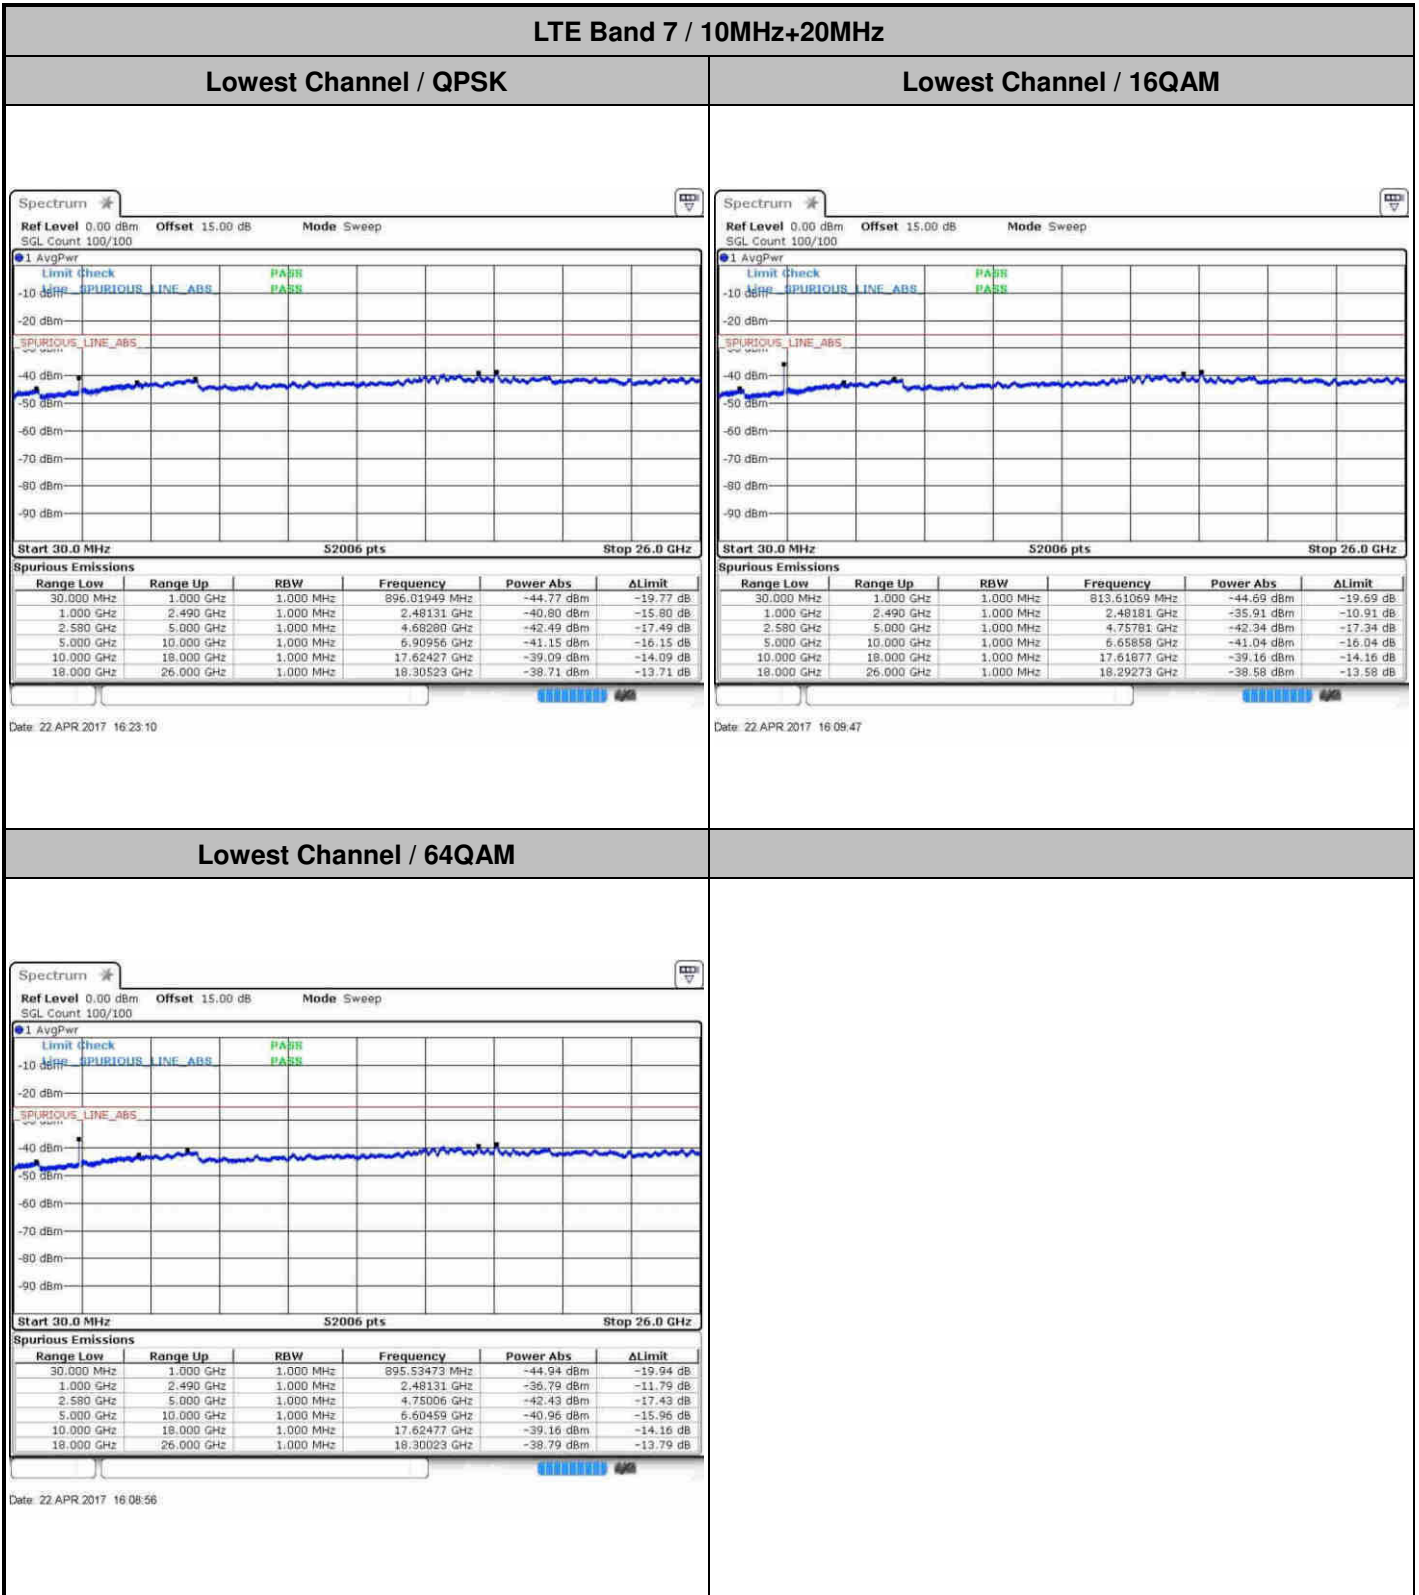 LTE Band 7 / 10MHz+20MHz
Lowest Channel / QPSK
Lowest Channel / 16QAM
Spectrum
Ref Level 0.00 dBm Offset 15.00 dB Mode Sweep
SGL Count 100/100
1 AvgPwr
Limit Check PASS
Line _SPURIOUS_LINE_ABS_ PASS
-10 dBm
-20 dBm
_SPURIOUS_LINE_ABS_
-40 dBm
-50 dBm
-60 dBm
-70 dBm
-80 dBm
-90 dBm
Start 30.0 MHz 52006 pts Stop 26.0 GHz
Spurious Emissions
Range Low Range Up RBW Frequency Power Abs ΔLimit
30.000 MHz 1.000 GHz 1.000 MHz 896.01949 MHz -44.77 dBm -19.77 dB
1.000 GHz 2.490 GHz 1.000 MHz 2.48131 GHz -40.80 dBm -15.80 dB
2.580 GHz 5.000 GHz 1.000 MHz 4.68280 GHz -42.49 dBm -17.49 dB
5.000 GHz 10.000 GHz 1.000 MHz 6.90956 GHz -41.15 dBm -16.15 dB
10.000 GHz 18.000 GHz 1.000 MHz 17.62427 GHz -39.09 dBm -14.09 dB
18.000 GHz 26.000 GHz 1.000 MHz 18.30523 GHz -38.71 dBm -13.71 dB
Date: 22.APR.2017 16:23:10
Spectrum
Ref Level 0.00 dBm Offset 15.00 dB Mode Sweep
SGL Count 100/100
1 AvgPwr
Limit Check PASS
Line _SPURIOUS_LINE_ABS_ PASS
-10 dBm
-20 dBm
_SPURIOUS_LINE_ABS_
-40 dBm
-50 dBm
-60 dBm
-70 dBm
-80 dBm
-90 dBm
Start 30.0 MHz 52006 pts Stop 26.0 GHz
Spurious Emissions
Range Low Range Up RBW Frequency Power Abs ΔLimit
30.000 MHz 1.000 GHz 1.000 MHz 813.61069 MHz -44.69 dBm -19.69 dB
1.000 GHz 2.490 GHz 1.000 MHz 2.48181 GHz -35.91 dBm -10.91 dB
2.580 GHz 5.000 GHz 1.000 MHz 4.75781 GHz -42.34 dBm -17.34 dB
5.000 GHz 10.000 GHz 1.000 MHz 6.65858 GHz -41.04 dBm -16.04 dB
10.000 GHz 18.000 GHz 1.000 MHz 17.61877 GHz -39.16 dBm -14.16 dB
18.000 GHz 26.000 GHz 1.000 MHz 18.29273 GHz -38.58 dBm -13.58 dB
Date: 22.APR.2017 16:09:47
Lowest Channel / 64QAM
Spectrum
Ref Level 0.00 dBm Offset 15.00 dB Mode Sweep
SGL Count 100/100
1 AvgPwr
Limit Check PASS
Line _SPURIOUS_LINE_ABS_ PASS
-10 dBm
-20 dBm
_SPURIOUS_LINE_ABS_
-40 dBm
-50 dBm
-60 dBm
-70 dBm
-80 dBm
-90 dBm
Start 30.0 MHz 52006 pts Stop 26.0 GHz
Spurious Emissions
Range Low Range Up RBW Frequency Power Abs ΔLimit
30.000 MHz 1.000 GHz 1.000 MHz 895.53473 MHz -44.94 dBm -19.94 dB
1.000 GHz 2.490 GHz 1.000 MHz 2.48131 GHz -36.79 dBm -11.79 dB
2.580 GHz 5.000 GHz 1.000 MHz 4.75006 GHz -42.43 dBm -17.43 dB
5.000 GHz 10.000 GHz 1.000 MHz 6.60459 GHz -40.96 dBm -15.96 dB
10.000 GHz 18.000 GHz 1.000 MHz 17.62477 GHz -39.16 dBm -14.16 dB
18.000 GHz 26.000 GHz 1.000 MHz 18.30023 GHz -38.79 dBm -13.79 dB
Date: 22.APR.2017 16:08:56